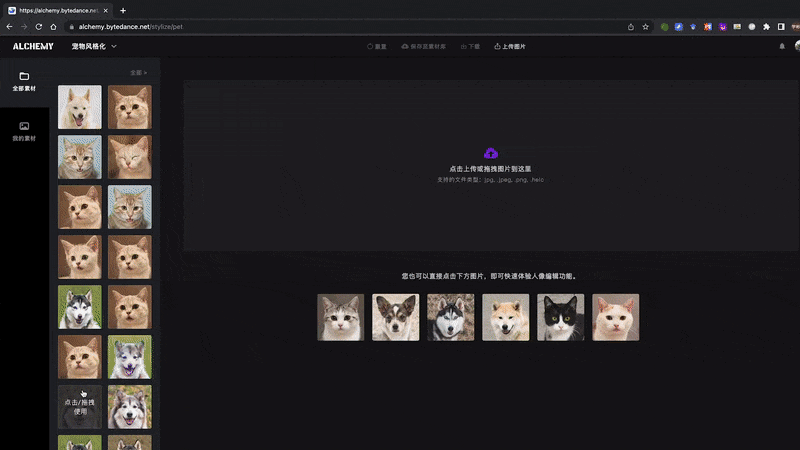 https://alchemy.bytedance.net
alchemy.bytedance.net/stylize/pet
ALCHEMY
宠物风格化
重置
保存至素材库
下载
上传图片
全部素材
我的素材
全部 >
点击上传或拖拽图片到这里
支持的文件类型: .jpg, .jpeg, .png, .heic
您也可以直接点击下方图片，即可快速体验人像编辑功能。
点击/拖拽
使用